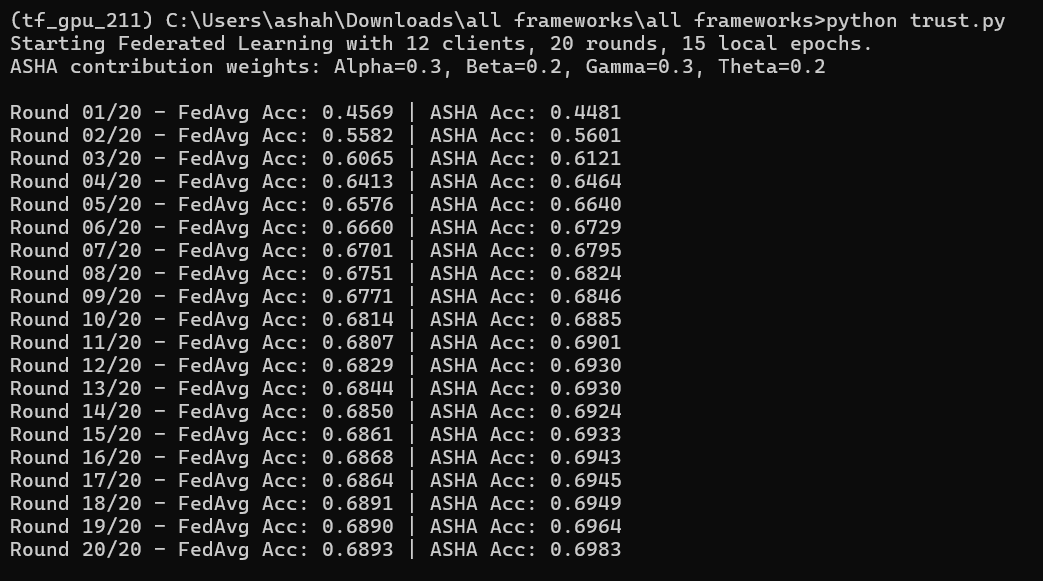 (tf_gpu_211) C:\Users\ashah\Downloads\all frameworks\all frameworks>python trust.py
Starting Federated Learning with 12 clients, 20 rounds, 15 local epochs.
ASHA contribution weights: Alpha=0.3, Beta=0.2, Gamma=0.3, Theta=0.2
Round 01/20 - FedAvg Acc: 0.4569 | ASHA Acc: 0.4481
Round 02/20 - FedAvg Acc: 0.5582 | ASHA Acc: 0.5601
Round 03/20 - FedAvg Acc: 0.6065 | ASHA Acc: 0.6121
Round 04/20 - FedAvg Acc: 0.6413 | ASHA Acc: 0.6464
Round 05/20 - FedAvg Acc: 0.6576 | ASHA Acc: 0.6640
Round 06/20 - FedAvg Acc: 0.6660 | ASHA Acc: 0.6729
Round 07/20 - FedAvg Acc: 0.6701 | ASHA Acc: 0.6795
Round 08/20 - FedAvg Acc: 0.6751 | ASHA Acc: 0.6824
Round 09/20 - FedAvg Acc: 0.6771 | ASHA Acc: 0.6846
Round 10/20 - FedAvg Acc: 0.6814 | ASHA Acc: 0.6885
Round 11/20 - FedAvg Acc: 0.6807 | ASHA Acc: 0.6901
Round 12/20 - FedAvg Acc: 0.6829 | ASHA Acc: 0.6930
Round 13/20 - FedAvg Acc: 0.6844 | ASHA Acc: 0.6930
Round 14/20 - FedAvg Acc: 0.6850 | ASHA Acc: 0.6924
Round 15/20 - FedAvg Acc: 0.6861 | ASHA Acc: 0.6933
Round 16/20 - FedAvg Acc: 0.6868 | ASHA Acc: 0.6943
Round 17/20 - FedAvg Acc: 0.6864 | ASHA Acc: 0.6945
Round 18/20 - FedAvg Acc: 0.6891 | ASHA Acc: 0.6949
Round 19/20 - FedAvg Acc: 0.6890 | ASHA Acc: 0.6964
Round 20/20 - FedAvg Acc: 0.6893 | ASHA Acc: 0.6983